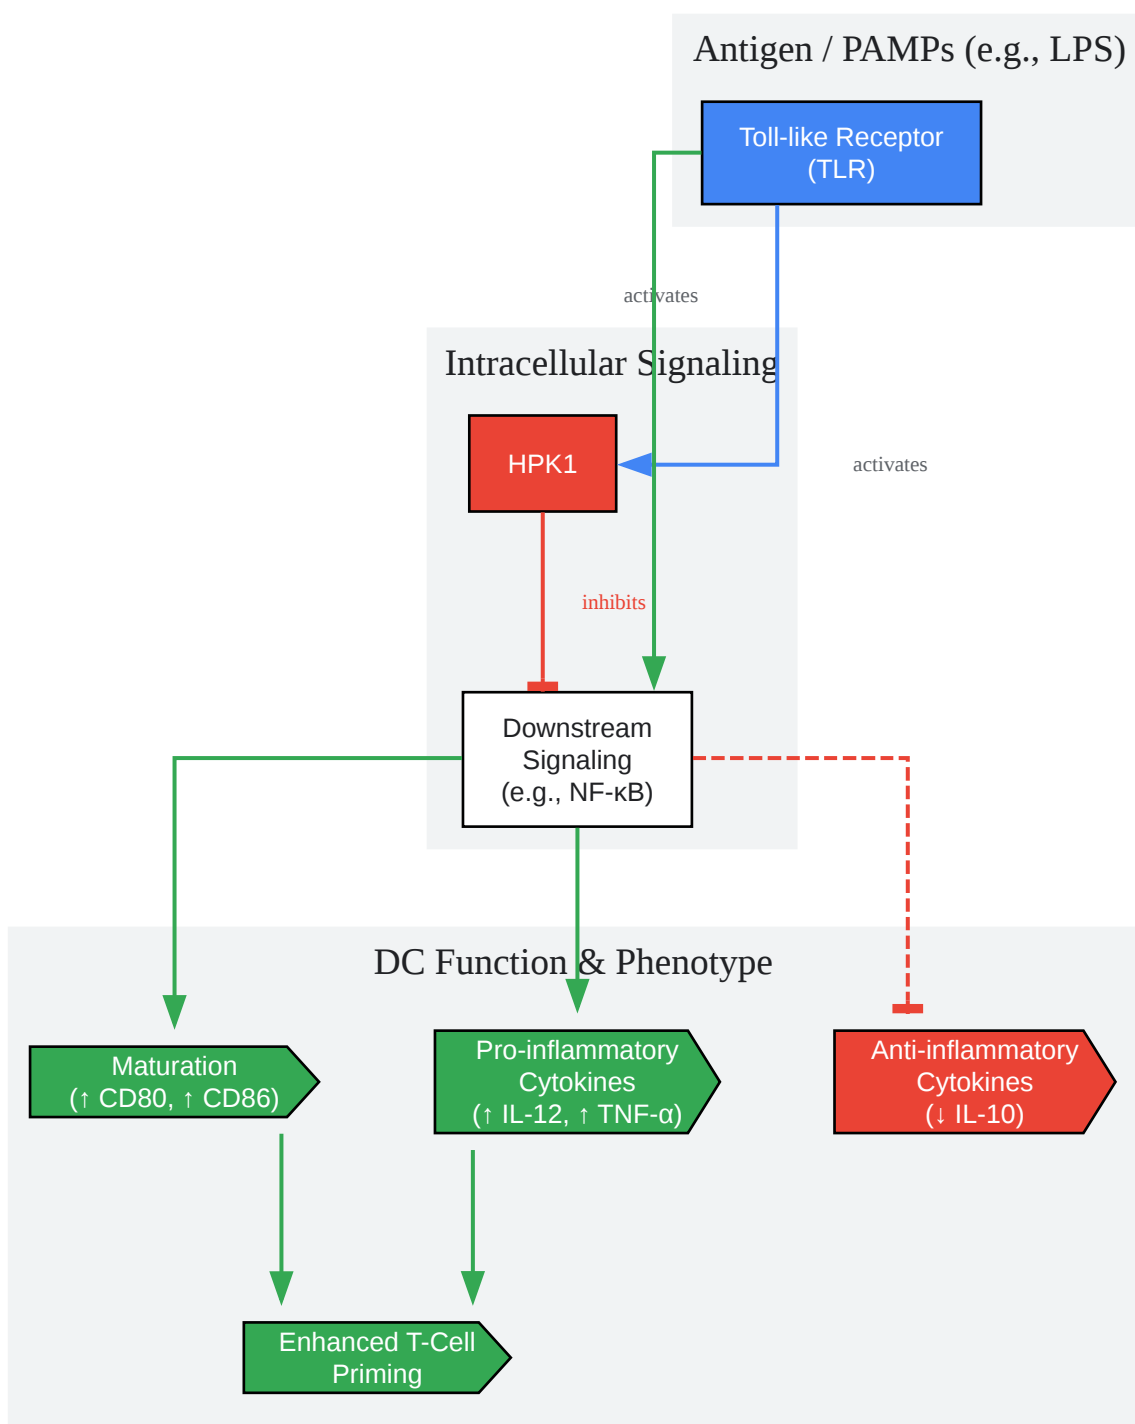 Antigen / PAMPs (e.g., LPS)
Toll-like Receptor
(TLR)
activates
Intracellular Signaling
HPK1
activates
inhibits
Downstream
Signaling
(e.g., NF-κB)
DC Function & Phenotype
Maturation
(↑ CD80, ↑ CD86)
Pro-inflammatory
Cytokines
(↑ IL-12, ↑ TNF-α)
Anti-inflammatory
Cytokines
(↓ IL-10)
Enhanced T-Cell
Priming